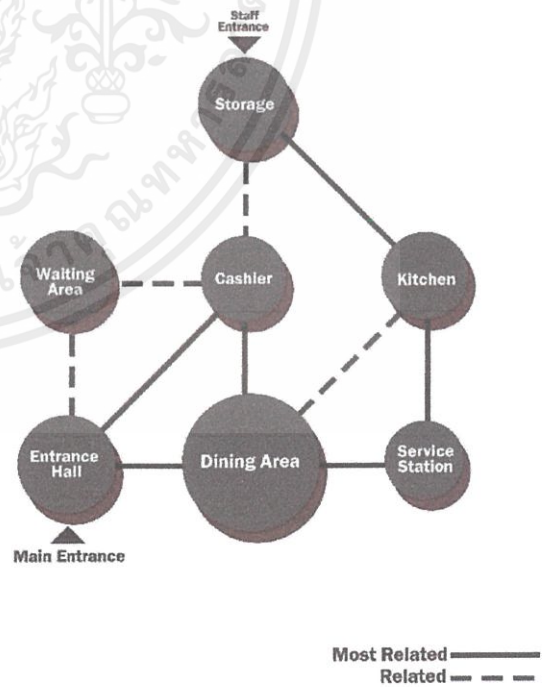 Staff
Entrance
Storage
Waiting
Area
Cashier
Kitchen
Entrance
Hall
Dining Area
Service
Station
Main Entrance
Most Related
Related